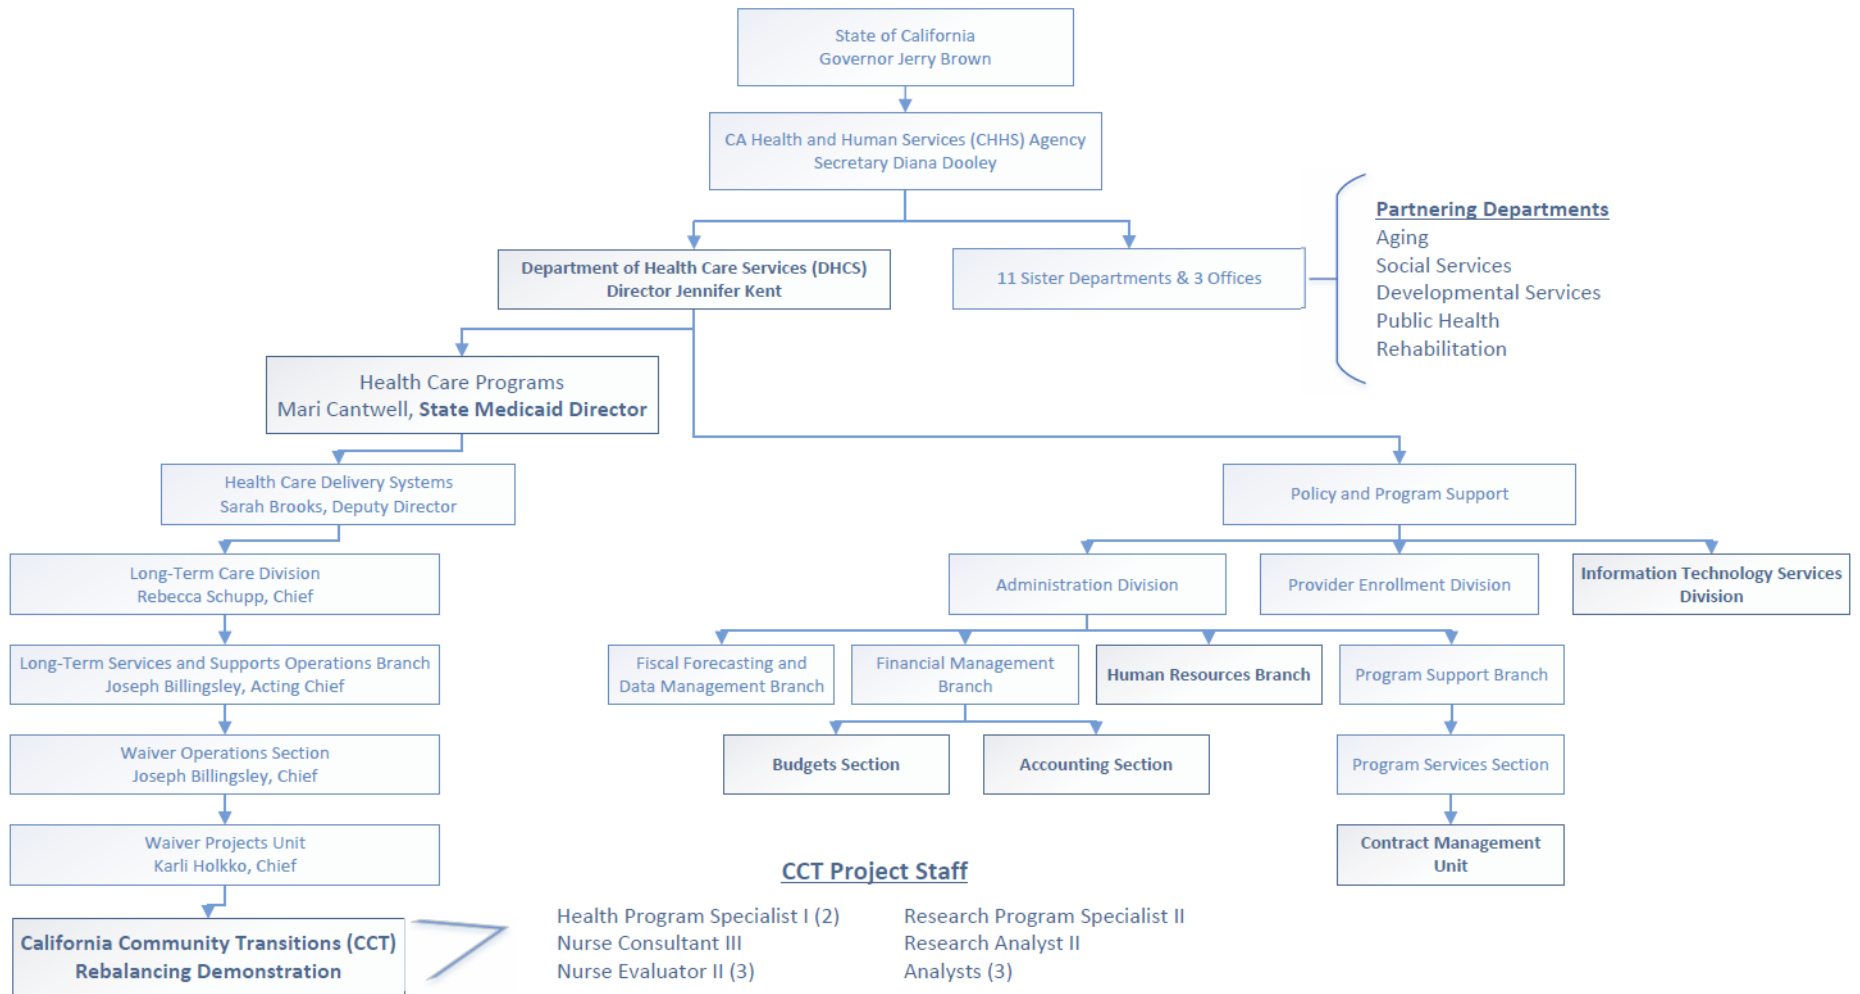 State of California
Governor Jerry Brown
CA Health and Human Services (CHHS) Agency
Secretary Diana Dooley
Department of Health Care Services (DHCS)
Director Jennifer Kent
11 Sister Departments & 3 Offices
Partnering Departments
Aging
Social Services
Developmental Services
Public Health
Rehabilitation
Health Care Programs
Mari Cantwell, State Medicaid Director
Health Care Delivery Systems
Sarah Brooks, Deputy Director
Policy and Program Support
Long-Term Care Division
Rebecca Schupp, Chief
Administration Division
Provider Enrollment Division
Information Technology Services
Division
Long-Term Services and Supports Operations Branch
Joseph Billingsley, Acting Chief
Fiscal Forecasting and
Data Management Branch
Financial Management
Branch
Human Resources Branch
Program Support Branch
Waiver Operations Section
Joseph Billingsley, Chief
Budgets Section
Accounting Section
Program Services Section
Waiver Projects Unit
Karli Holkko, Chief
Contract Management
Unit
California Community Transitions (CCT)
Rebalancing Demonstration
CCT Project Staff
Health Program Specialist I (2)
Nurse Consultant III
Nurse Evaluator II (3)
Research Program Specialist II
Research Analyst II
Analysts (3)